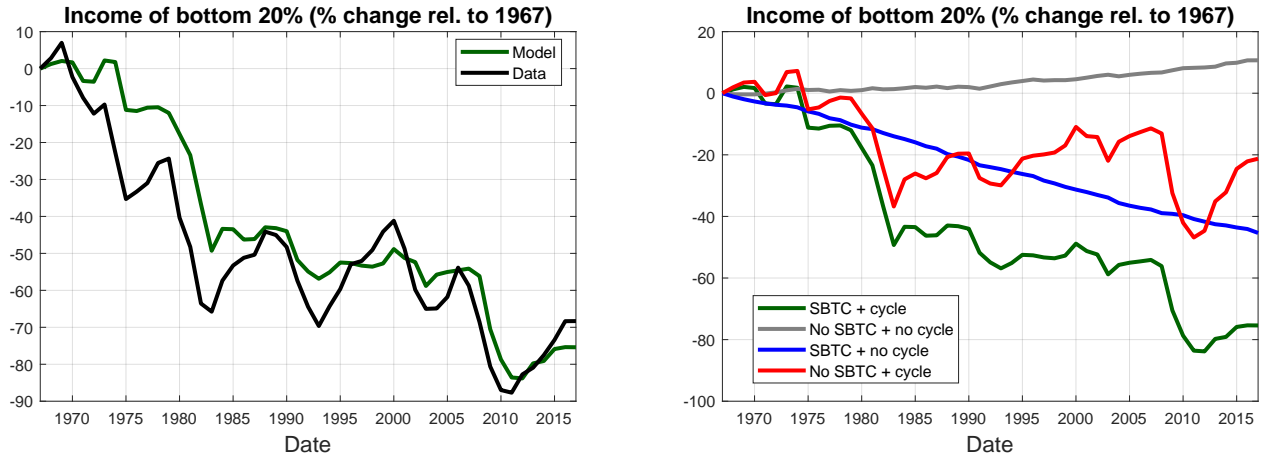 Income of bottom 20% (% change rel. to 1967)
10
0
-10
-20
-30
-40
-50
-60
-70
-80
-90
Model
Data
1970 1975 1980 1985 1990 1995 2000 2005 2010 2015
Date
Income of bottom 20% (% change rel. to 1967)
20
0
-20
-40
-60
-80
-100
SBTC + cycle
No SBTC + no cycle
SBTC + no cycle
No SBTC + cycle
1970 1975 1980 1985 1990 1995 2000 2005 2010 2015
Date